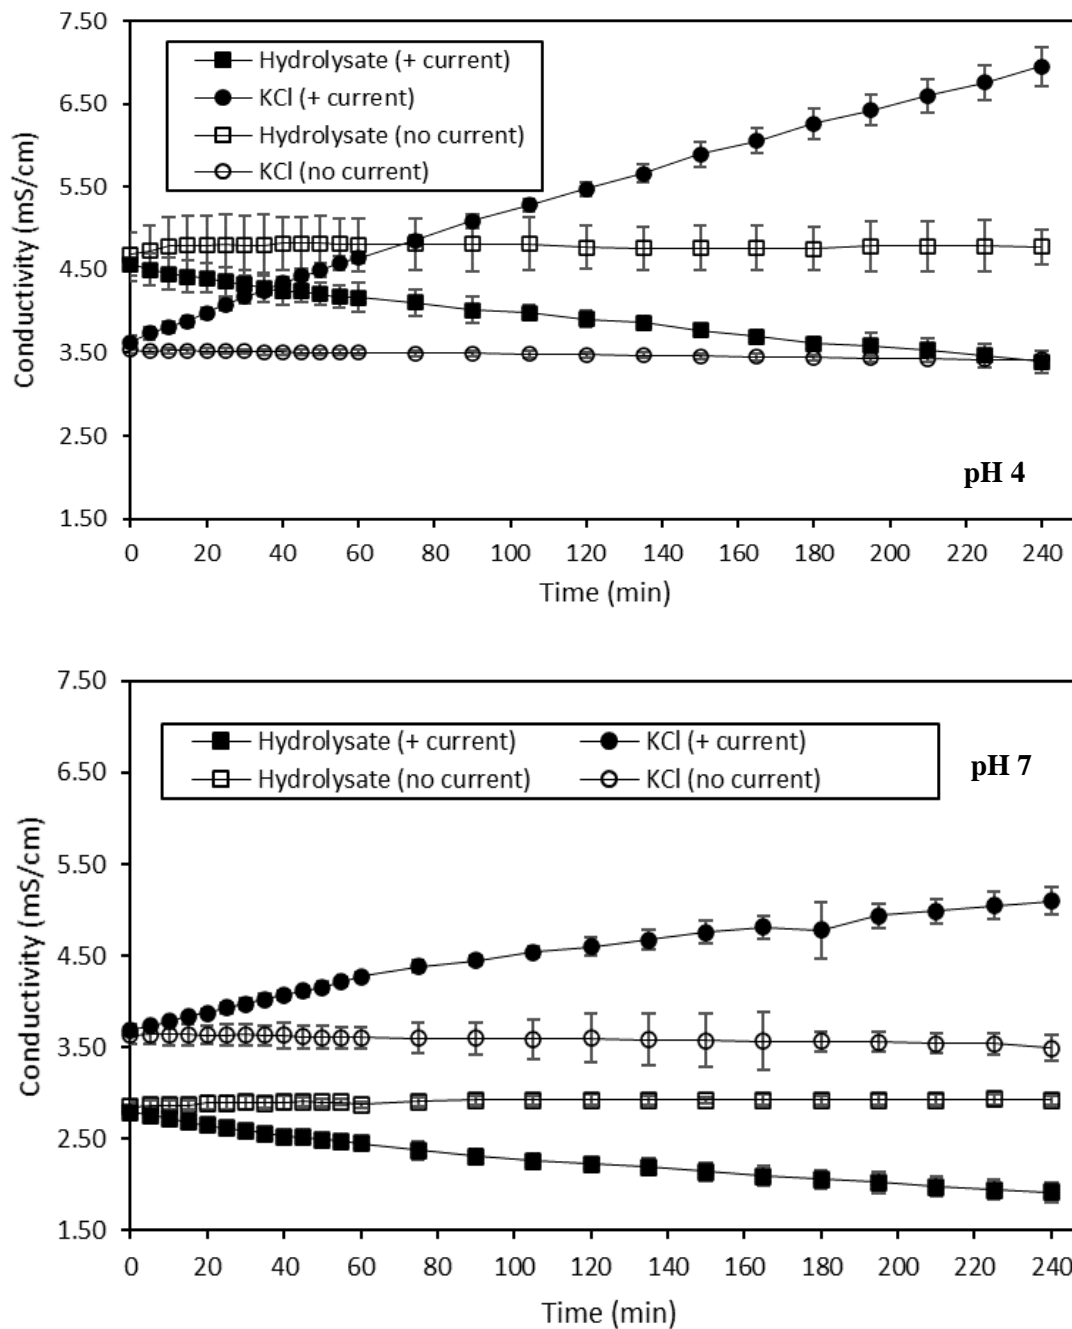 7.50
6.50
5.50
4.50
3.50
2.50
1.50
Conductivity (mS/cm)
Hydrolysate (+ current)
KCl (+ current)
Hydrolysate (no current)
KCl (no current)
pH 4
0 20 40 60 80 100 120 140 160 180 200 220 240
Time (min)
7.50
6.50
5.50
4.50
3.50
2.50
1.50
Conductivity (mS/cm)
Hydrolysate (+ current) KCl (+ current)
Hydrolysate (no current) KCl (no current)
pH 7
0 20 40 60 80 100 120 140 160 180 200 220 240
Time (min)